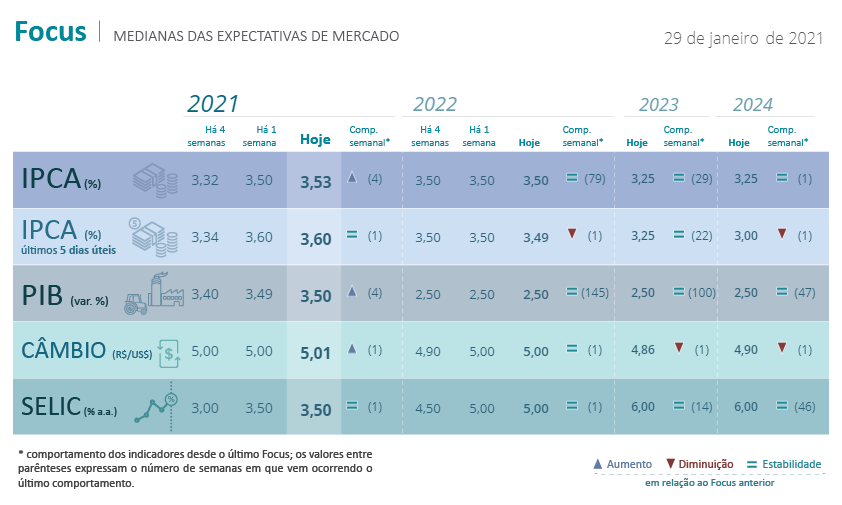 Focus | MEDIANAS DAS EXPECTATIVAS DE MERCADO 29 de janeiro de 2021
2021 2022 2023 2024
Há 4 semanas Há 1 semana Hoje Comp. semanal* Há 4 semanas Há 1 semana Hoje Comp. semanal* Hoje Comp. semanal* Hoje Comp. semanal*
IPCA (%) 3,32 3,50 3,53 ▲ (4) 3,50 3,50 3,50 = (79) 3,25 = (29) 3,25 = (1)
IPCA (%) últimos 5 dias úteis $ 3,34 3,60 3,60 = (1) 3,50 3,50 3,49 ▼ (1) 3,25 = (22) 3,00 ▼ (1)
PIB (var. %) 3,40 3,49 3,50 ▲ (4) 2,50 2,50 2,50 = (145) 2,50 = (100) 2,50 = (47)
CÂMBIO (R$/US$) $ 5,00 5,00 5,01 ▲ (1) 4,90 5,00 5,00 = (1) 4,86 ▼ (1) 4,90 ▼ (1)
SELIC (% a.a.) % 3,00 3,50 3,50 = (1) 4,50 5,00 5,00 = (1) 6,00 = (14) 6,00 = (46)
* comportamento dos indicadores desde o último Focus; os valores entre
parênteses expressam o número de semanas em que vem ocorrendo o
último comportamento.
▲ Aumento ▼ Diminuição = Estabilidade
em relação ao Focus anterior